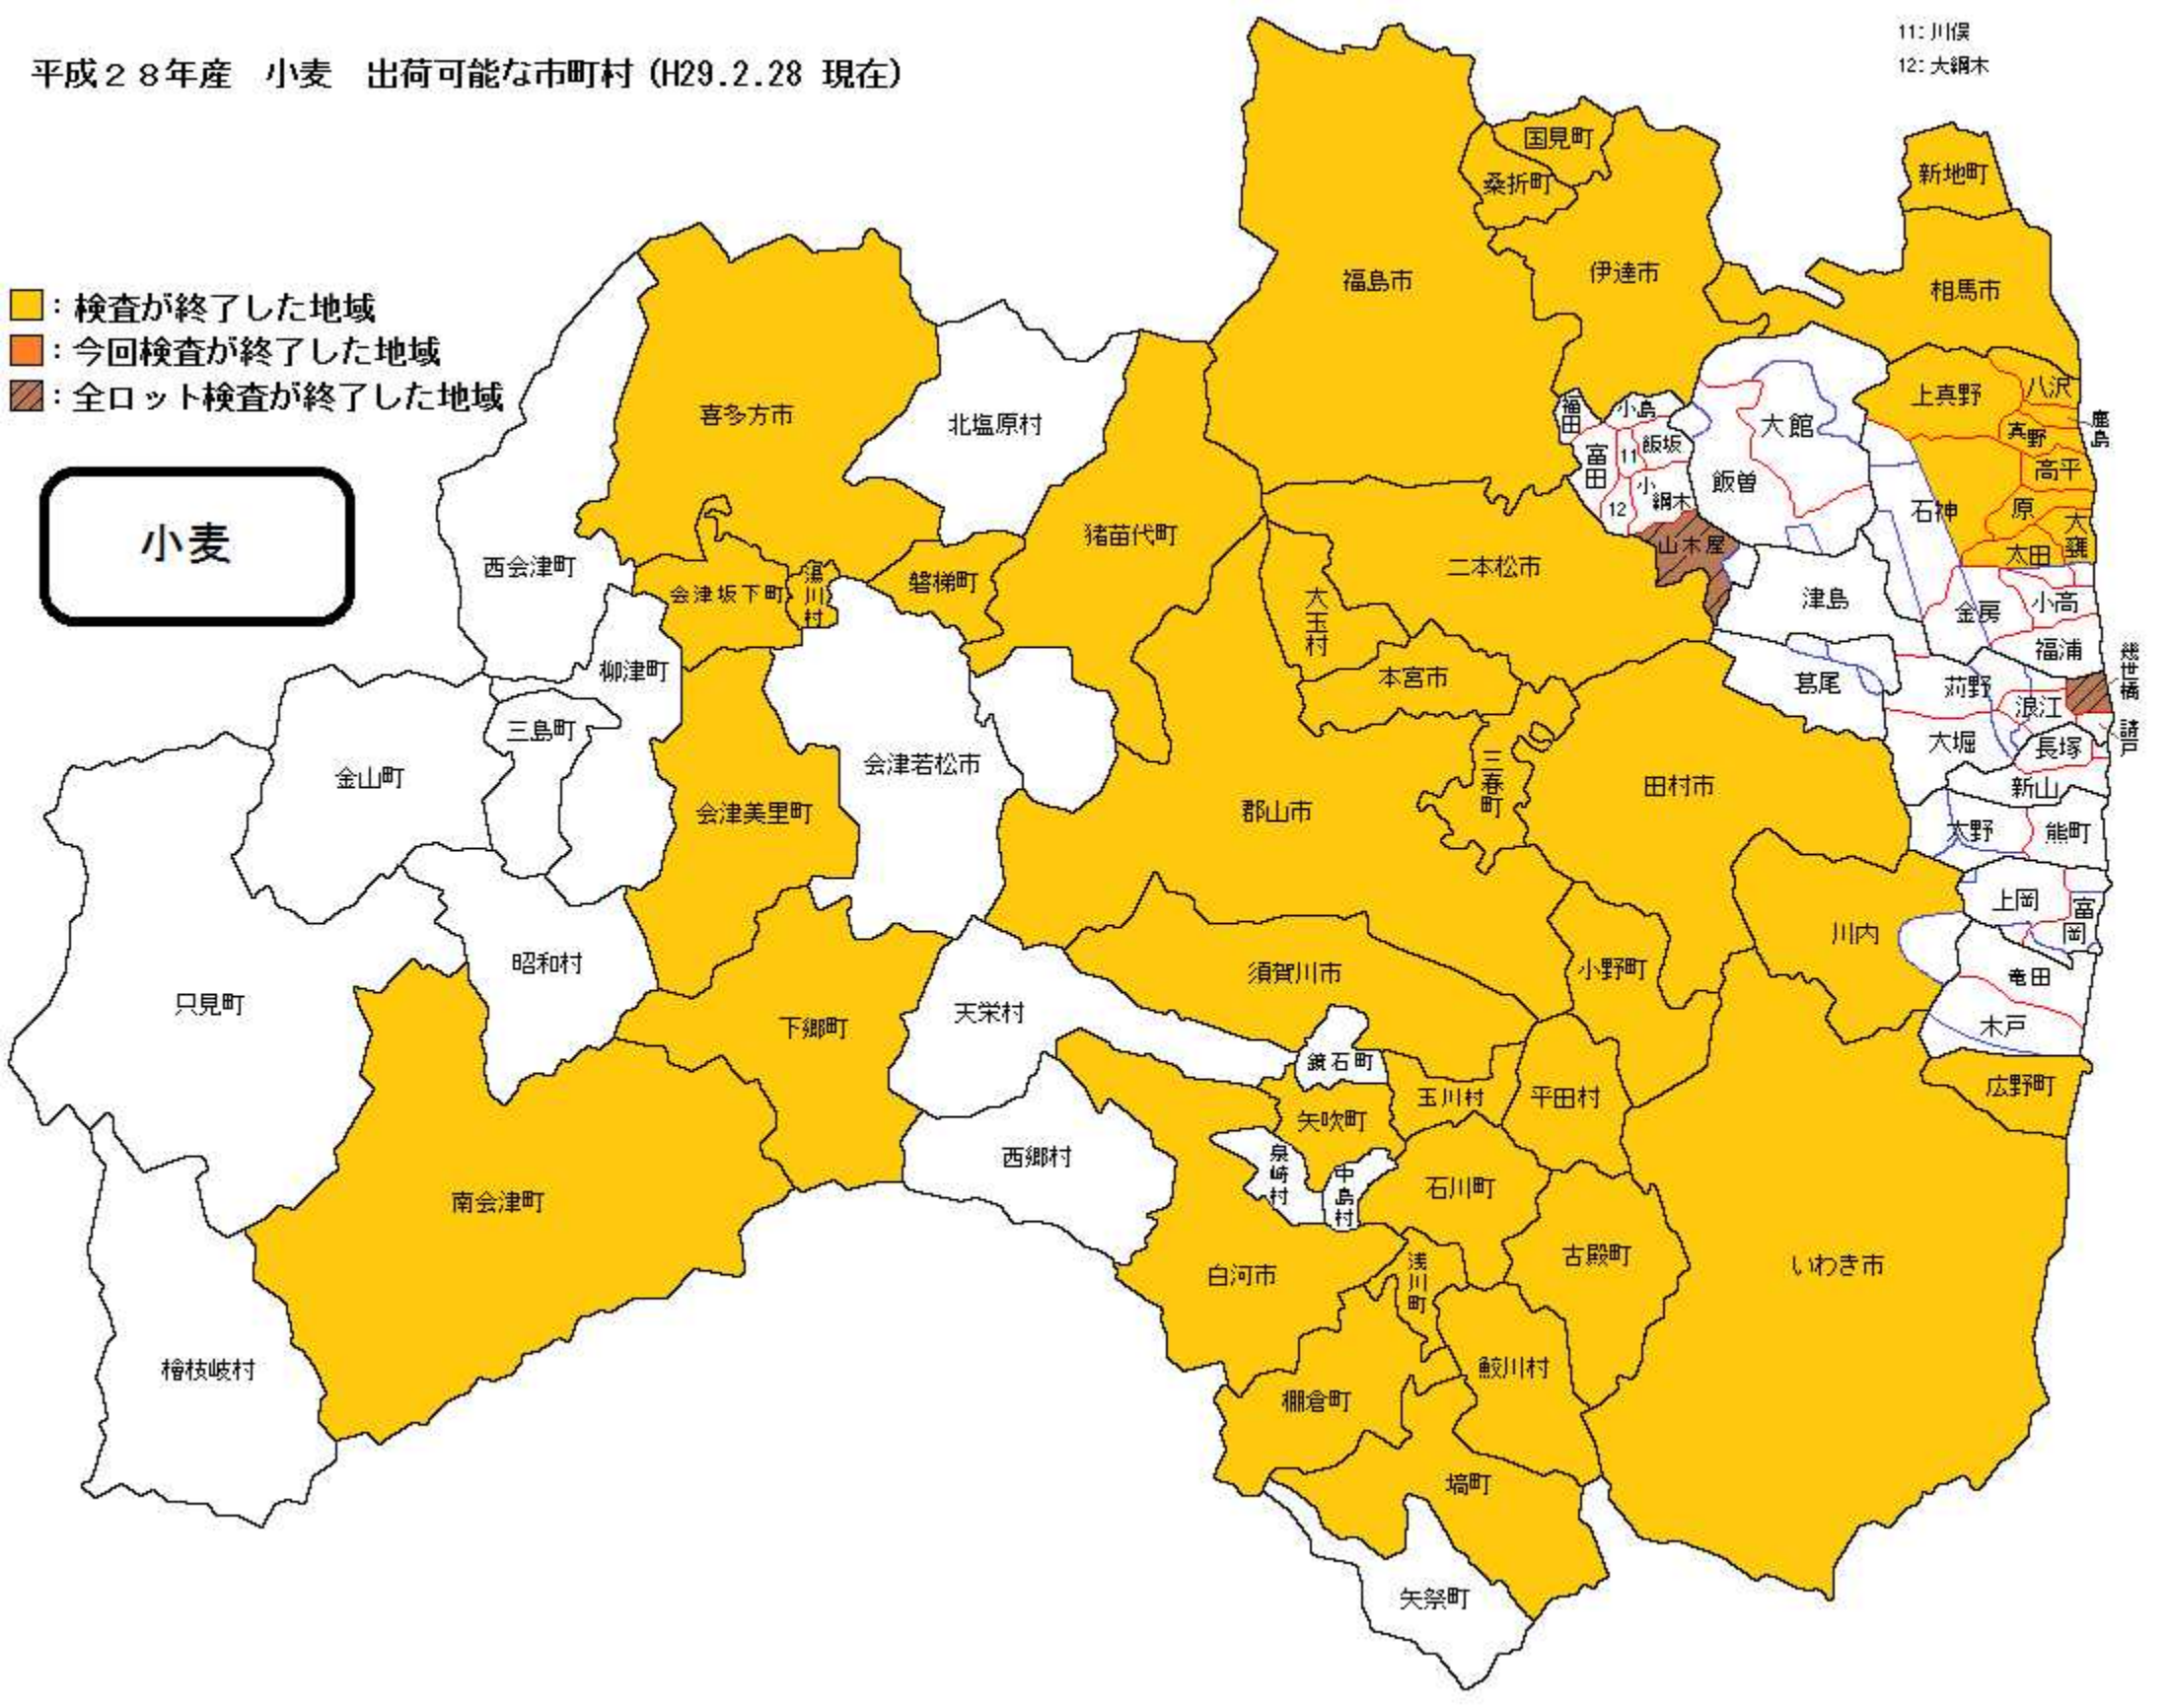 平成２８年産　小麦　出荷可能な市町村 (H29.2.28 現在)
11: 川俣
12: 大綱木
：検査が終了した地域
：今回検査が終了した地域
：全ロット検査が終了した地域
小麦
国見町
桑折町
新地町
福島市
伊達市
相馬市
喜多方市
北塩原村
上真野
八沢
鹿島
真野
高平
福田
小島
大館
富田
11
飯坂
飯曽
小綱木
12
石神
原
大甕
太田
猪苗代町
二本松市
山木屋
西会津町
会津坂下町
湯川村
磐梯町
大玉村
津島
金房
小高
福浦
柳津町
本宮市
葛尾
苅野
幾世橋
浪江
請戸
三島町
大堀
長塚
金山町
会津若松市
三春町
田村市
新山
会津美里町
郡山市
大野
熊町
上岡
富岡
川内
昭和村
須賀川市
小野町
竜田
只見町
下郷町
天栄村
木戸
鏡石町
玉川村
平田村
広野町
矢吹町
西郷村
泉崎村
中島村
石川町
南会津町
古殿町
いわき市
白河市
浅川町
檜枝岐村
鮫川村
棚倉町
塙町
矢祭町